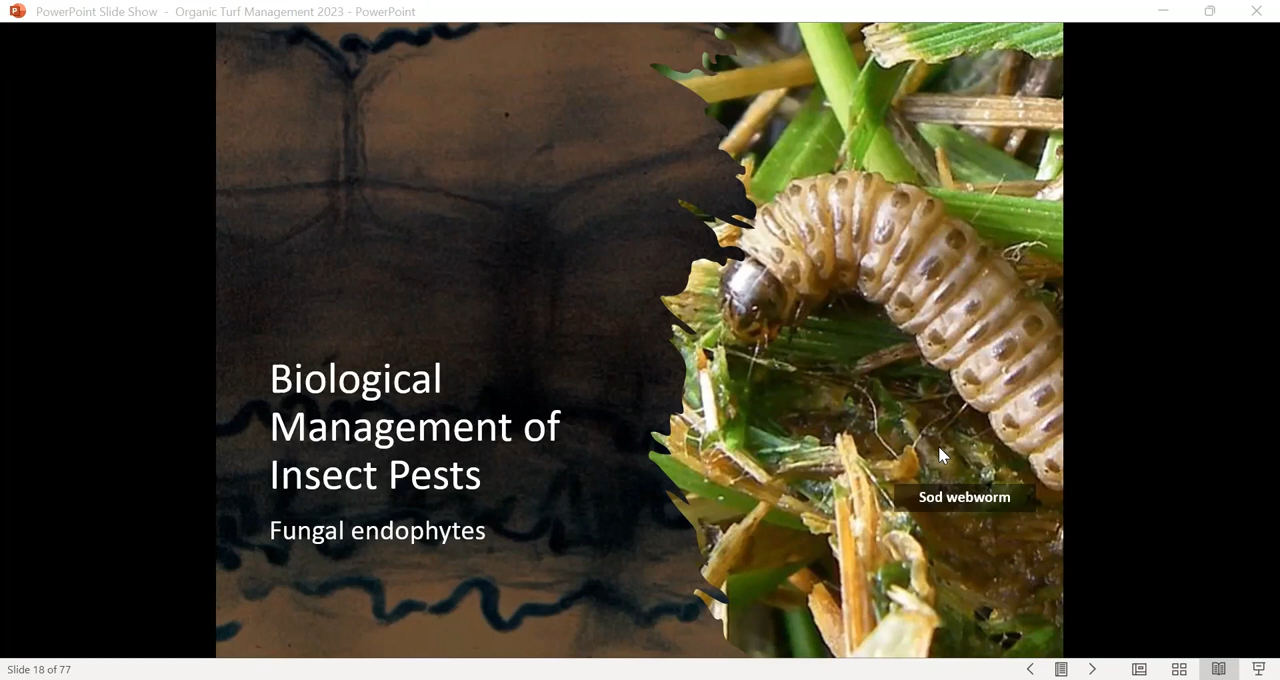 PowerPoint Slide Show - Organic Turf Management 2023 - PowerPoint
Biological
Management of
Insect Pests
Fungal endophytes
Sod webworm
Slide 18 of 77